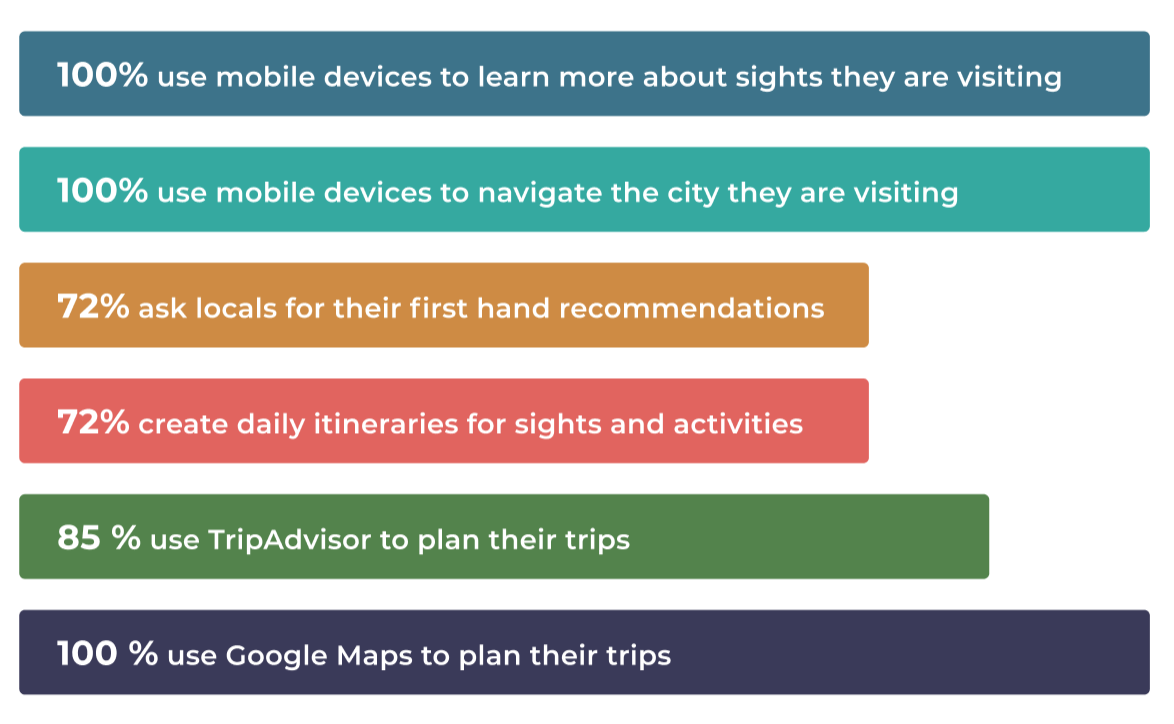 100% use mobile devices to learn more about sights they are visiting
100% use mobile devices to navigate the city they are visiting
72% ask locals for their first hand recommendations
72% create daily itineraries for sights and activities
85 % use TripAdvisor to plan their trips
100 % use Google Maps to plan their trips